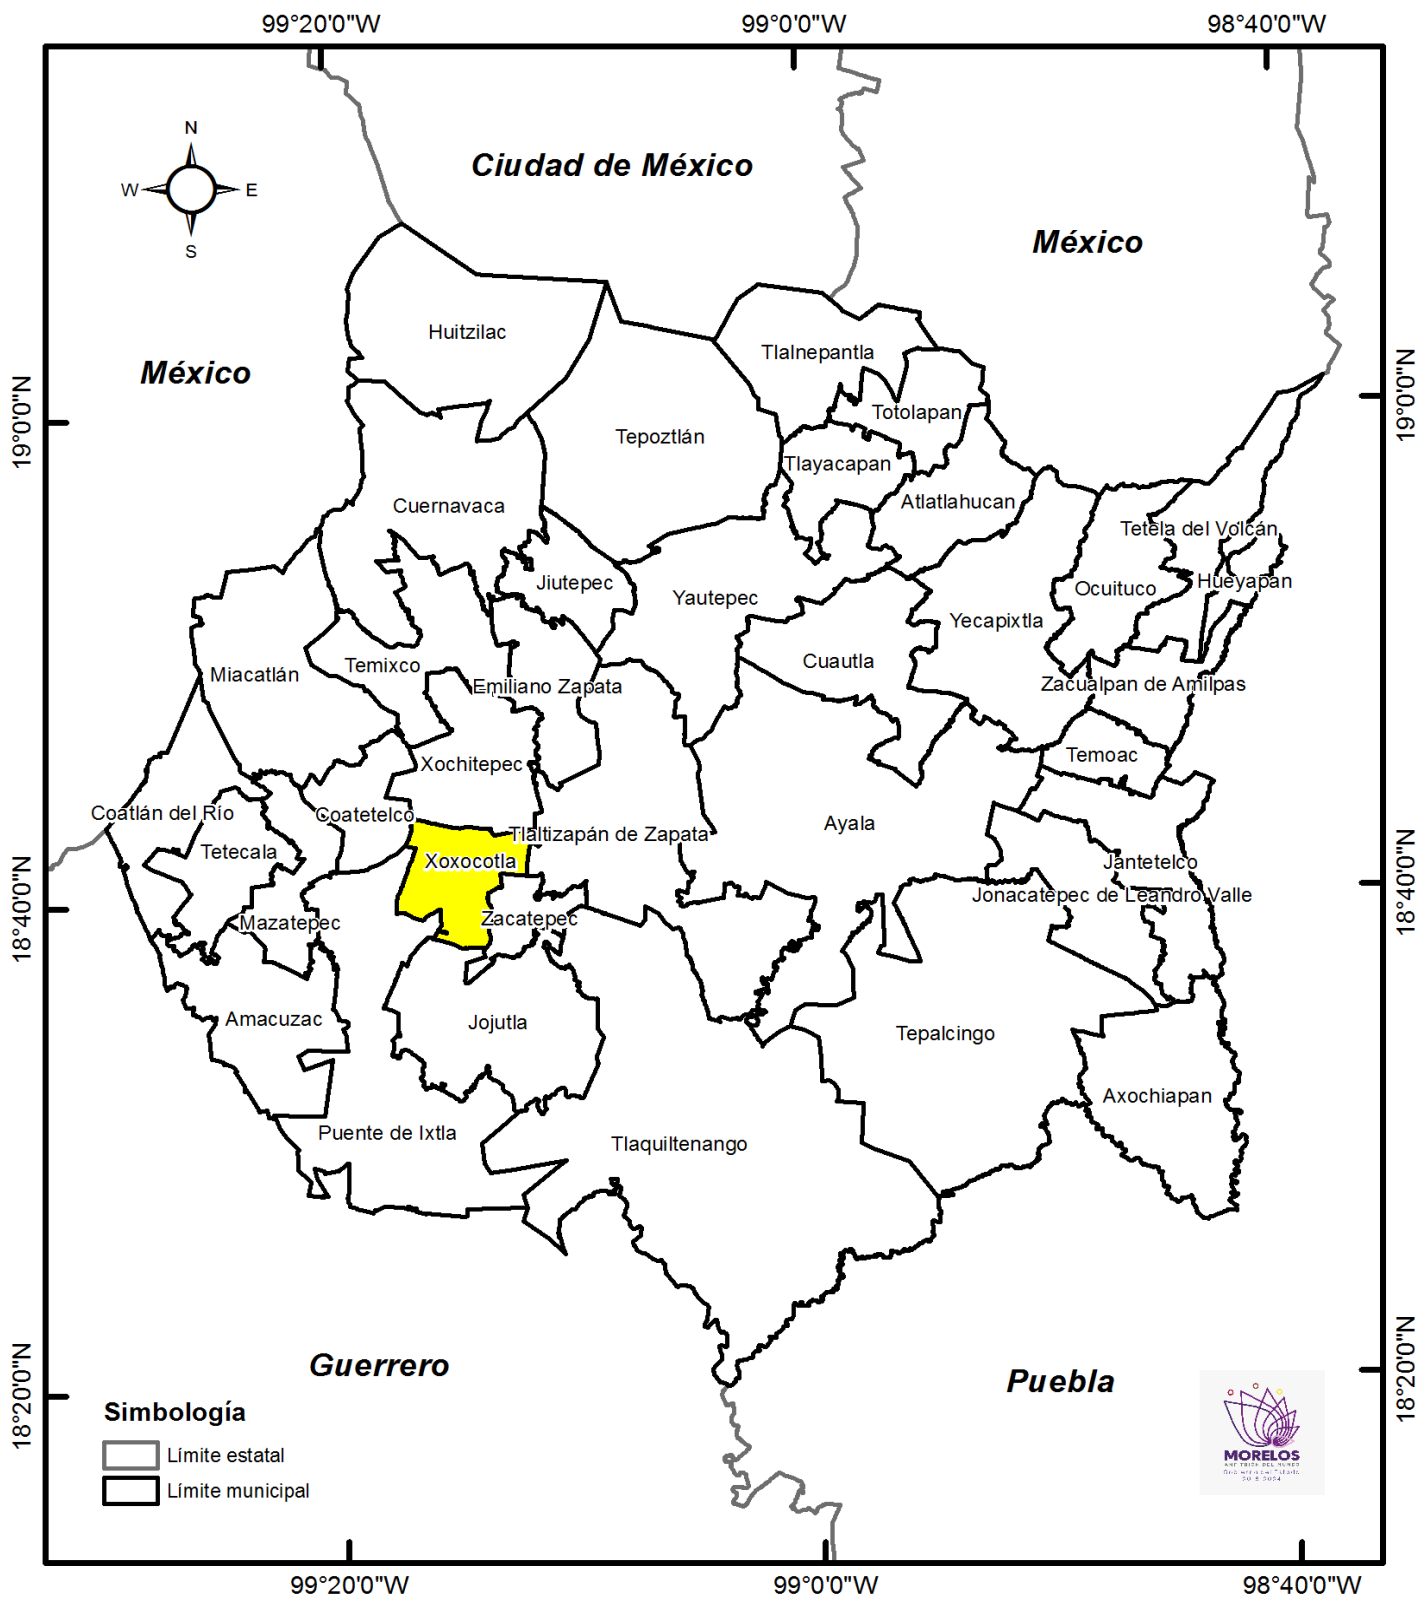 99°20'0"W 99°0'0"W 98°40'0"W
N
W E
S
Ciudad de México
México
México
19°0'0"N
19°0'0"N
Huitzilac
Tlalnepantla
Totolapan
Tepoztlán
Tlayacapan
Atlatlahucan
Cuernavaca
Tetela del Volcán
Jiutepec
Hueyapan
Ocuituco
Yautepec
Yecapixtla
Cuautla
Temixco
Miacatlán
Emiliano Zapata
Zacualpan de Amilpas
Temoac
Xochitepec
Coatlán del Río
Coatetelco
Ayala
Tlaltizapán de Zapata
Tetecala
Xoxocotla
Jantetelco
Jonacatepec de Leandro Valle
18°40'0"N
18°40'0"N
Mazatepec
Zacatepec
Amacuzac
Jojutla
Tepalcingo
Axochiapan
Puente de Ixtla
Tlaquiltenango
Guerrero
Puebla
18°20'0"N
18°20'0"N
Simbología
Límite estatal
Límite municipal
MORELOS
99°20'0"W 99°0'0"W 98°40'0"W